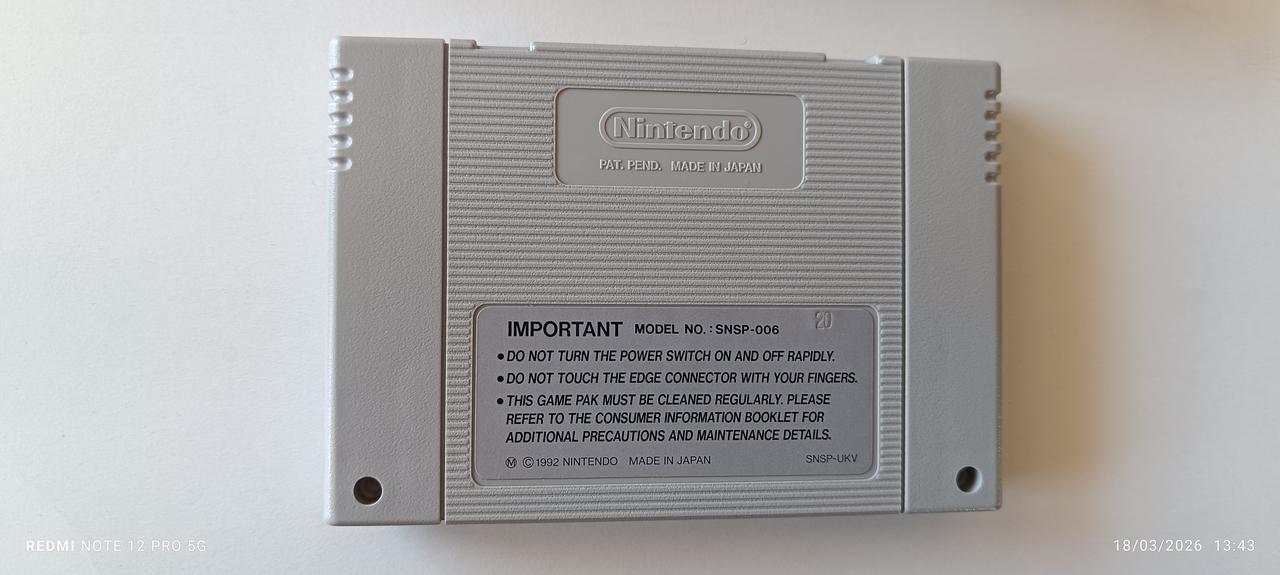 Nintendo®
PAT. PEND. MADE IN JAPAN
IMPORTANT MODEL NO. : SNSP-006 20
● DO NOT TURN THE POWER SWITCH ON AND OFF RAPIDLY.
● DO NOT TOUCH THE EDGE CONNECTOR WITH YOUR FINGERS.
● THIS GAME PAK MUST BE CLEANED REGULARLY. PLEASE
REFER TO THE CONSUMER INFORMATION BOOKLET FOR
ADDITIONAL PRECAUTIONS AND MAINTENANCE DETAILS.
Ⓜ ©1992 NINTENDO MADE IN JAPAN SNSP-UKV
REDMI NOTE 12 PRO 5G 18/03/2026 13:43